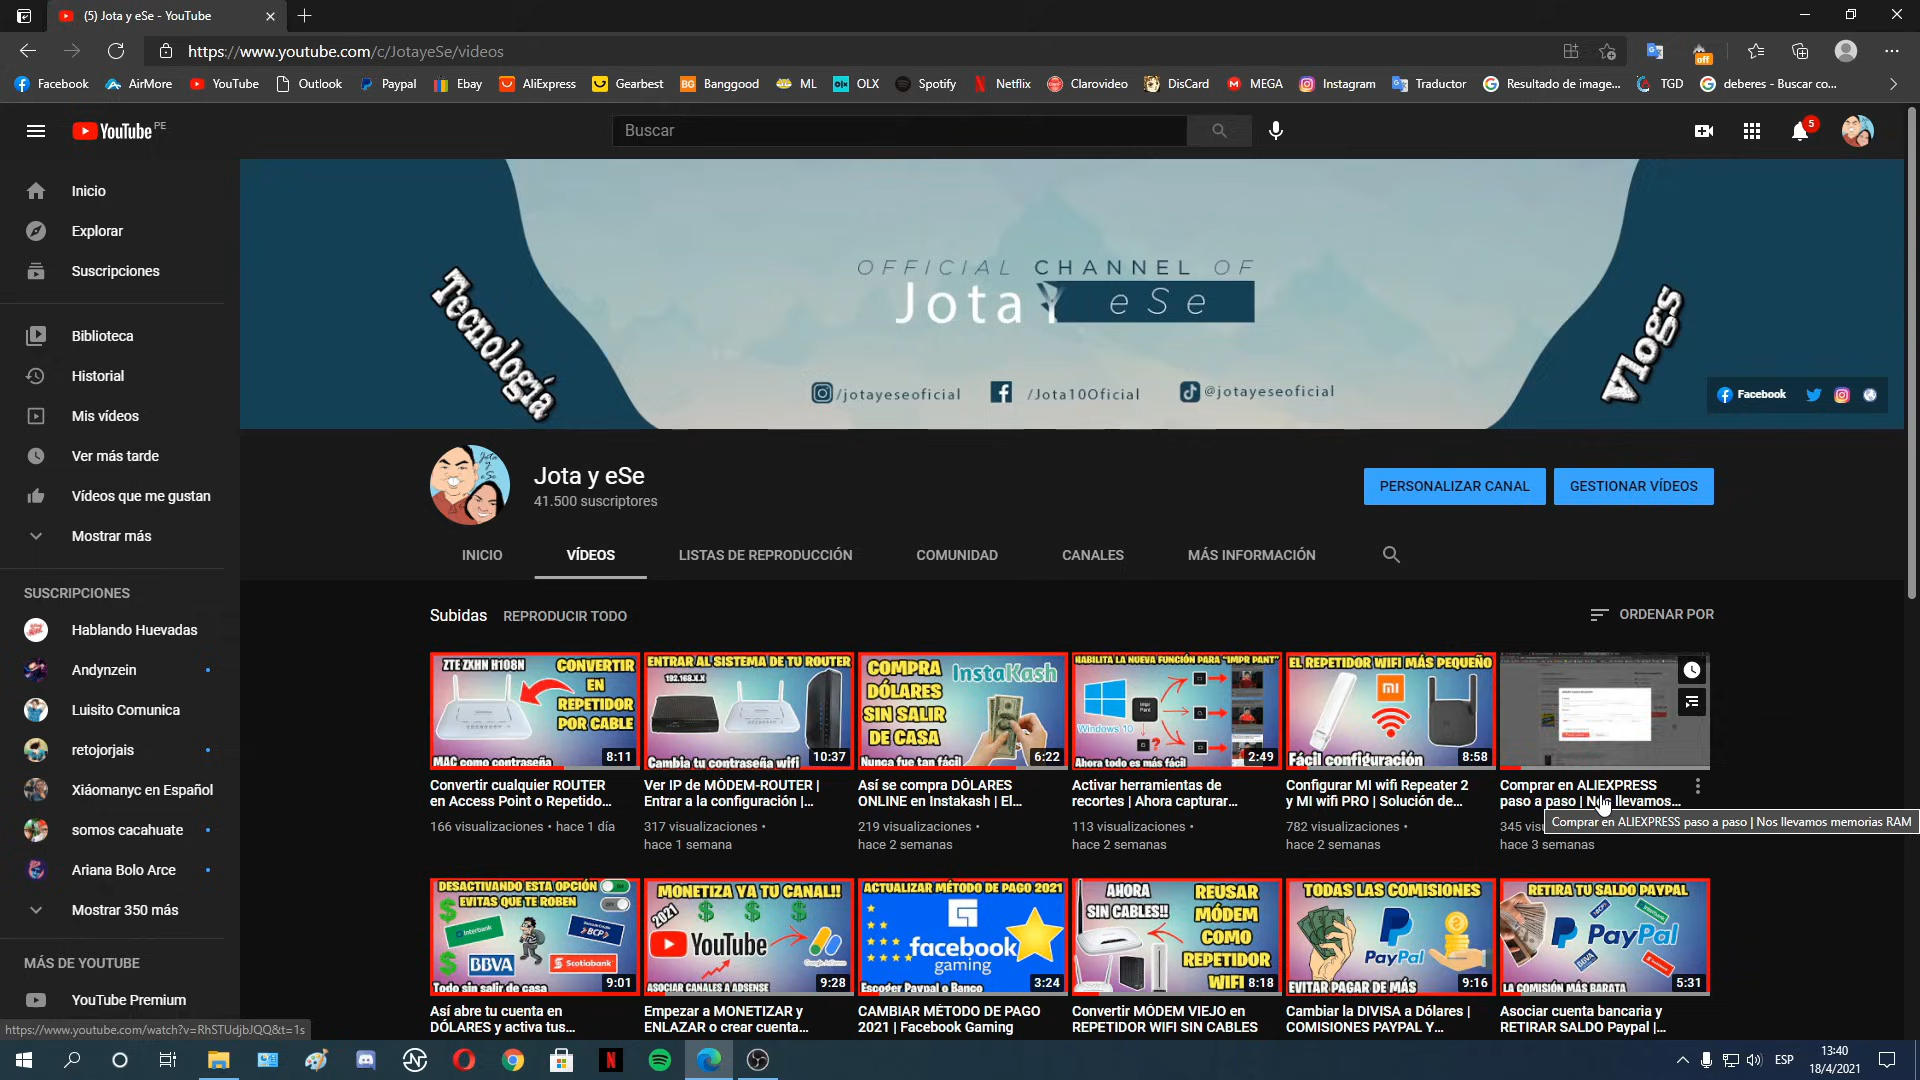 (5) Jota y eSe - YouTube
https://www.youtube.com/c/JotayeSe/videos
off
Facebook AirMore YouTube Outlook Paypal Ebay AliExpress Gearbest Banggood ML OLX Spotify Netflix Clarovideo DisCard MEGA Instagram Traductor Resultado de image... TGD deberes - Buscar co...
YouTube PE
Buscar
5
Inicio
Explorar
Suscripciones
Biblioteca
Historial
Mis vídeos
Ver más tarde
Vídeos que me gustan
Mostrar más
SUSCRIPCIONES
Hablando Huevadas
Andynzein
Luisito Comunica
retojorjais
Xiáomanyc en Español
somos cacahuate
Ariana Bolo Arce
Mostrar 350 más
MÁS DE YOUTUBE
YouTube Premium
https://www.youtube.com/watch?v=RhSTUdjbJQQ&t=1s
Tecnología
OFFICIAL CHANNEL OF
JotaY eSe
/jotayeseoficial /Jota10Oficial @jotayeseoficial
Vlogs
Facebook
Jota y eSe
41.500 suscriptores
PERSONALIZAR CANAL GESTIONAR VÍDEOS
INICIO VÍDEOS LISTAS DE REPRODUCCIÓN COMUNIDAD CANALES MÁS INFORMACIÓN
Subidas REPRODUCIR TODO
ORDENAR POR
ZTE ZXHN H108N
CONVERTIR
EN
REPETIDOR
POR CABLE
MAC como contraseña
8:11
Convertir cualquier ROUTER
en Access Point o Repetido...
166 visualizaciones • hace 1 día
ENTRAR AL SISTEMA DE TU ROUTER
192.168.X.X
Cambia tu contraseña wifi
10:37
Ver IP de MÓDEM-ROUTER |
Entrar a la configuración |...
317 visualizaciones •
hace 1 semana
COMPRA
DÓLARES
SIN SALIR
DE CASA
InstaKash
Nunca fue tan fácil
6:22
Así se compra DÓLARES
ONLINE en Instakash | El...
219 visualizaciones •
hace 2 semanas
HABILITA LA NUEVA FUNCIÓN PARA "IMPR PANT"
Impr
Pant
Windows 10
?
Ahora todo es más fácil
2:49
Activar herramientas de
recortes | Ahora capturar...
113 visualizaciones •
hace 2 semanas
EL REPETIDOR WIFI MÁS PEQUEÑO
MI
Fácil configuración
8:58
Configurar MI wifi Repeater 2
y MI wifi PRO | Solución de...
782 visualizaciones •
hace 2 semanas
Comprar en ALIEXPRESS
paso a paso | Nos llevamos...
345 vis
hace 3 semanas
Comprar en ALIEXPRESS paso a paso | Nos llevamos memorias RAM
DESACTIVANDO ESTA OPCIÓN
EVITAS QUE TE ROBEN
Interbank
BCP
BBVA
Scotiabank
Todo sin salir de casa
9:01
Así abre tu cuenta en
DÓLARES y activa tus...
MONETIZA YA TU CANAL!!
2021
YouTube
Google AdSense
ASOCIAR CANALES A ADSENSE
9:28
Empezar a MONETIZAR y
ENLAZAR o crear cuenta...
ACTUALIZAR MÉTODO DE PAGO 2021
facebook
gaming
Escoger Paypal o Banco
3:24
CAMBIAR MÉTODO DE PAGO
2021 | Facebook Gaming
AHORA
SIN CABLES!!
REUSAR
MÓDEM
COMO
REPETIDOR
WIFI
8:18
Convertir MÓDEM VIEJO en
REPETIDOR WIFI SIN CABLES
TODAS LAS COMISIONES
PayPal
EVITAR PAGAR DE MÁS
9:16
Cambiar la DIVISA a Dólares |
COMISIONES PAYPAL Y...
RETIRA TU SALDO PAYPAL
PayPal
BBVA
LA COMISIÓN MÁS BARATA
5:31
Asociar cuenta bancaria y
RETIRAR SALDO Paypal |...
ESP
13:40
18/4/2021